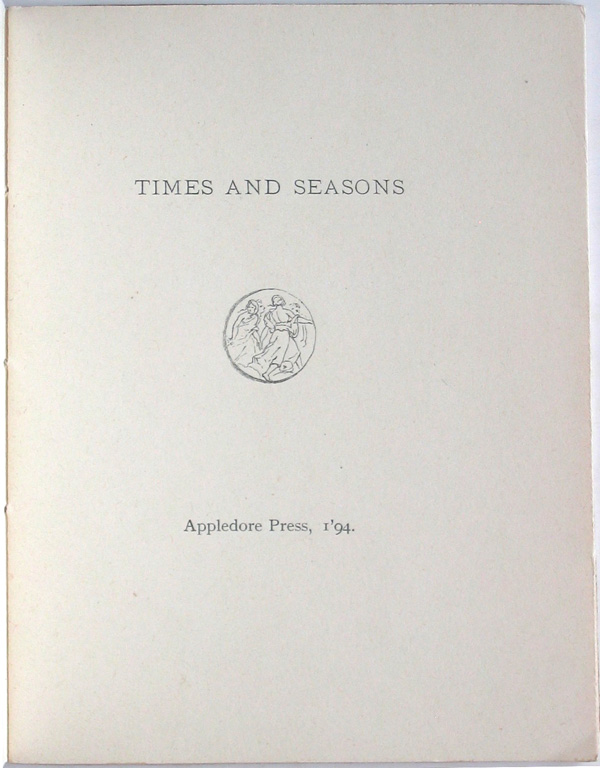 TIMES AND SEASONS
Appledore Press, 1'94.